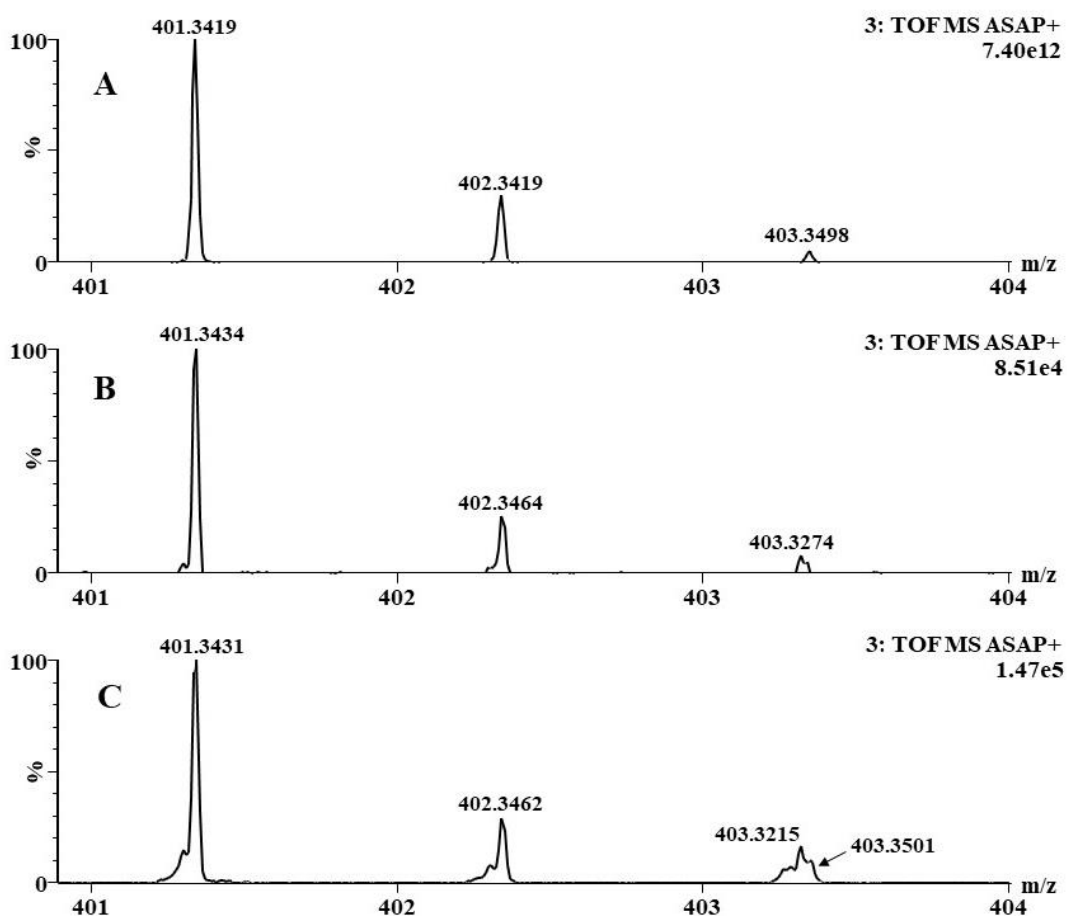 401.3419
3: TOF MS ASAP+
7.40e12
100
A
%
402.3419
403.3498
0
m/z
401
402
403
404
401.3434
3: TOF MS ASAP+
8.51e4
100
B
%
402.3464
403.3274
0
m/z
401
402
403
404
401.3431
3: TOF MS ASAP+
1.47e5
100
C
%
402.3462
403.3215
403.3501
0
m/z
401
402
403
404